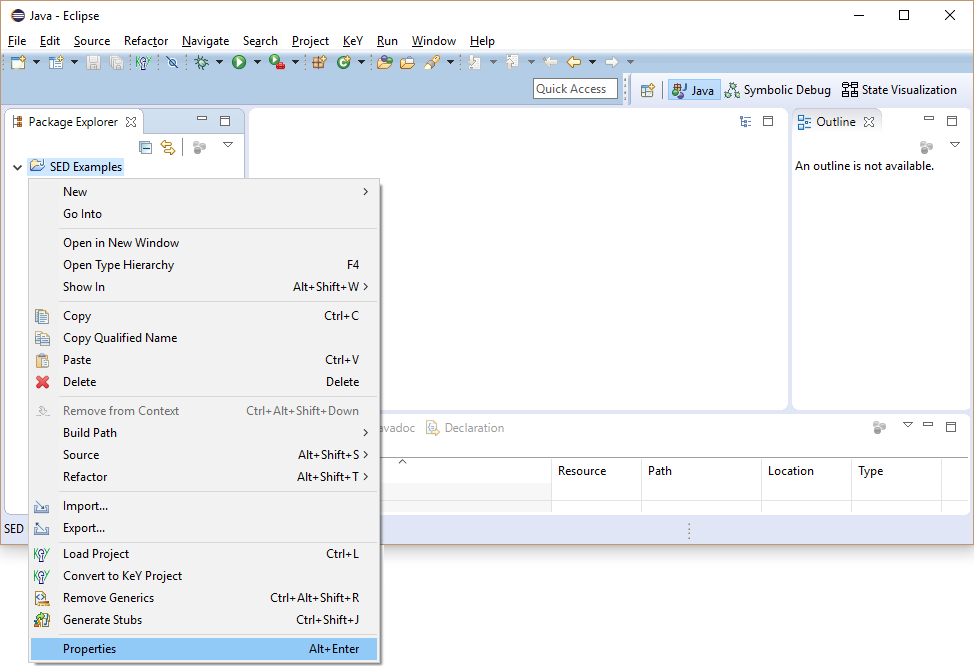 Java - Eclipse
File Edit Source Refactor Navigate Search Project KeY Run Window Help
Quick Access Java Symbolic Debug State Visualization
Package Explorer
Outline
SED Examples
An outline is not available.
New
Go Into
Open in New Window
Open Type Hierarchy F4
Show In Alt+Shift+W
Copy Ctrl+C
Copy Qualified Name
Paste Ctrl+V
Delete Delete
Remove from Context Ctrl+Alt+Shift+Down
Build Path
Source Alt+Shift+S
Refactor Alt+Shift+T
Import...
Export...
Load Project Ctrl+L
Convert to KeY Project
Remove Generics Ctrl+Alt+Shift+R
Generate Stubs Ctrl+Shift+J
Properties Alt+Enter
avadoc Declaration
Resource Path Location Type
SED